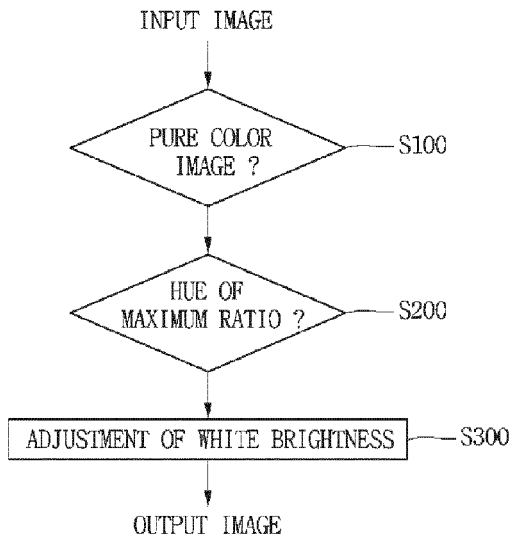 INPUT IMAGE
PURE COLOR
IMAGE ?
S100
HUE OF
MAXIMUM RATIO ?
S200
ADJUSTMENT OF WHITE BRIGHTNESS
S300
OUTPUT IMAGE